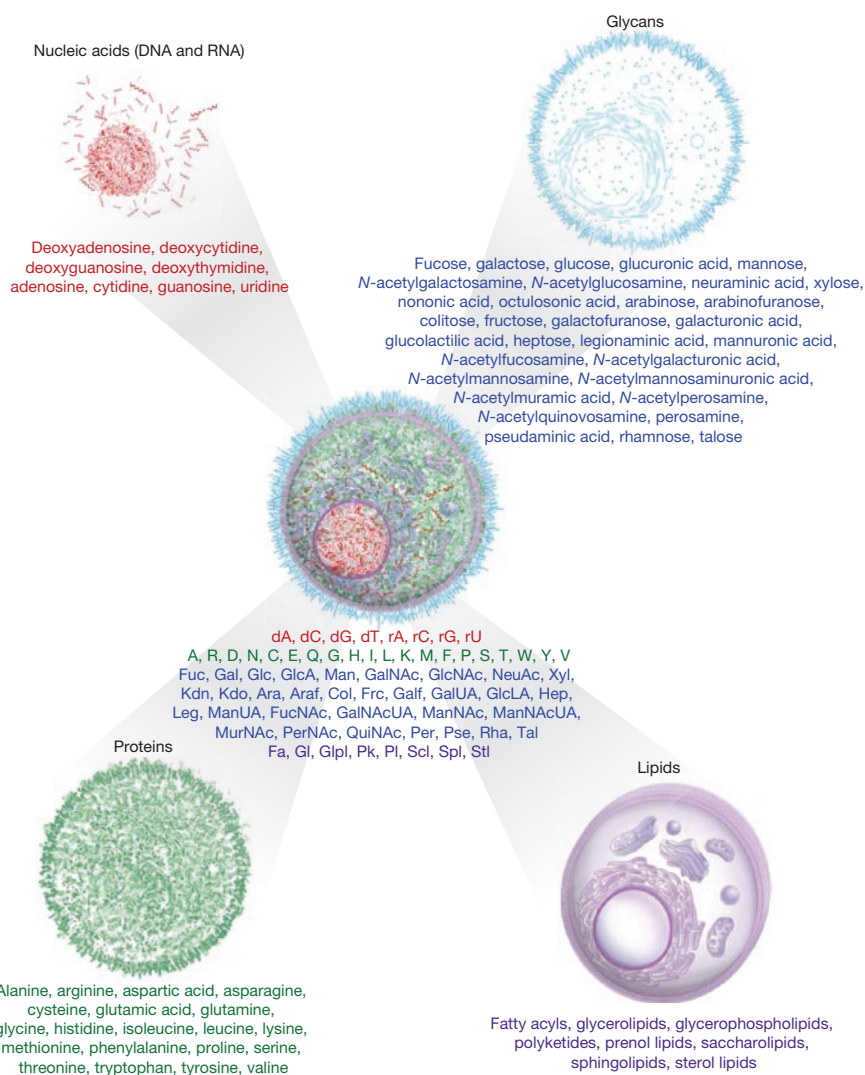 Glycans
Nucleic acids (DNA and RNA)
Deoxyadenosine, deoxycytidine,
deoxyguanosine, deoxythymidine,
adenosine, cytidine, guanosine, uridine
Fucose, galactose, glucose, glucuronic acid, mannose,
N-acetylgalactosamine, N-acetylglucosamine, neuraminic acid, xylose,
nononic acid, octulosonic acid, arabinose, arabinofuranose,
colitose, fructose, galactofuranose, galacturonic acid,
glucolactilic acid, heptose, legionaminic acid, mannuronic acid,
N-acetylfucosamine, N-acetylgalacturonic acid,
N-acetylmannosamine, N-acetylmannosaminuronic acid,
N-acetylmuramic acid, N-acetylperosamine,
N-acetylquinovosamine, perosamine,
pseudaminic acid, rhamnose, talose
dA, dC, dG, dT, rA, rC, rG, rU
A, R, D, N, C, E, Q, G, H, I, L, K, M, F, P, S, T, W, Y, V
Fuc, Gal, Glc, GlcA, Man, GalNAc, GlcNAc, NeuAc, Xyl,
Kdn, Kdo, Ara, Araf, Col, Frc, Galf, GalUA, GlcLA, Hep,
Leg, ManUA, FucNAc, GalNAcUA, ManNAc, ManNAcUA,
MurNAc, PerNAc, QuiNAc, Per, Pse, Rha, Tal
Fa, Gl, Glpl, Pk, Pl, Scl, Spl, Stl
Proteins
Lipids
Alanine, arginine, aspartic acid, asparagine,
cysteine, glutamic acid, glutamine,
glycine, histidine, isoleucine, leucine, lysine,
methionine, phenylalanine, proline, serine,
threonine, tryptophan, tyrosine, valine
Fatty acyls, glycerolipids, glycerophospholipids,
polyketides, prenol lipids, saccharolipids,
sphingolipids, sterol lipids